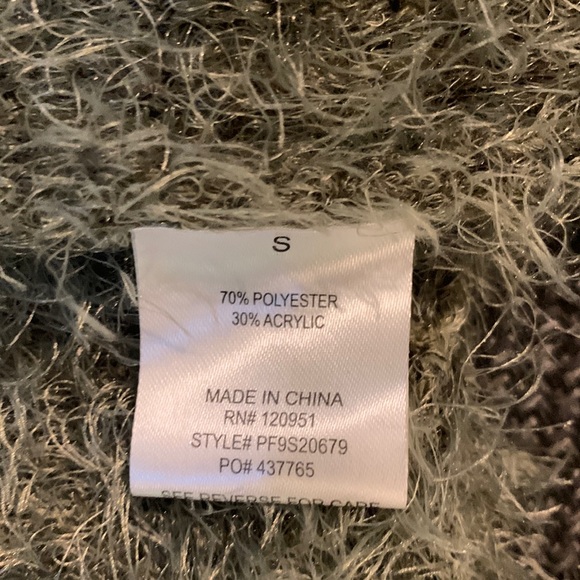 S
70% POLYESTER
30% ACRYLIC
MADE IN CHINA
RN# 120951
STYLE# PF9S20679
PO# 437765
SEE REVERSE FOR CARE